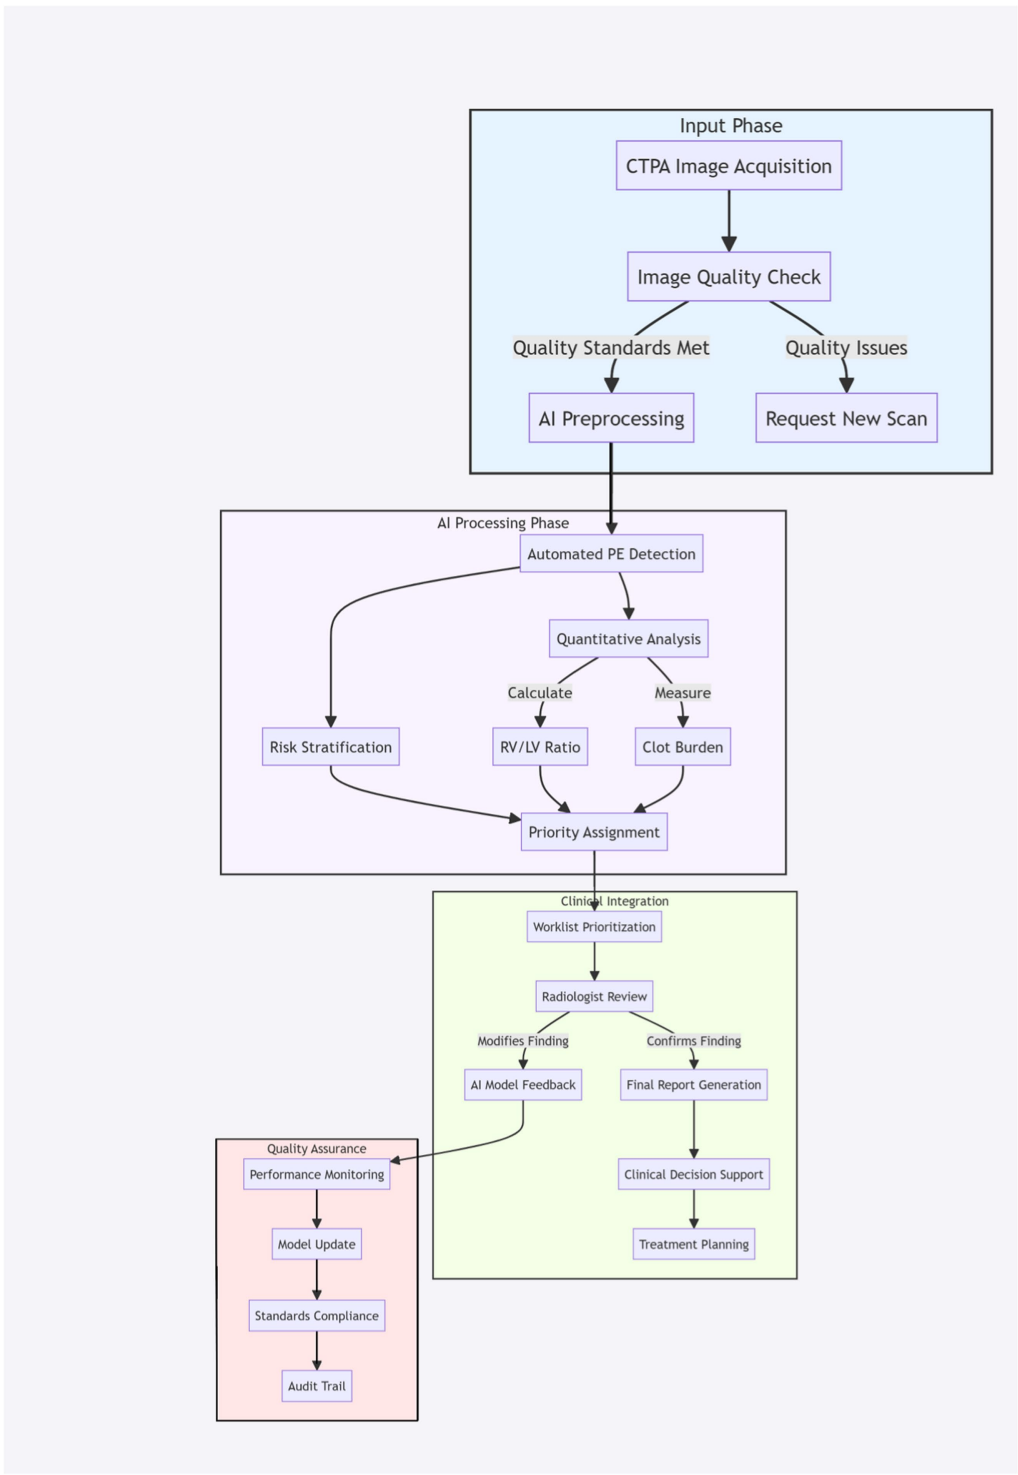 Input Phase
CTPA Image Acquisition
Image Quality Check
Quality Standards Met
Quality Issues
AI Preprocessing
Request New Scan
AI Processing Phase
Automated PE Detection
Quantitative Analysis
Calculate
Measure
Risk Stratification
RV/LV Ratio
Clot Burden
Priority Assignment
Clinical Integration
Worklist Prioritization
Radiologist Review
Modifies Finding
Confirms Finding
AI Model Feedback
Final Report Generation
Quality Assurance
Performance Monitoring
Clinical Decision Support
Model Update
Treatment Planning
Standards Compliance
Audit Trail